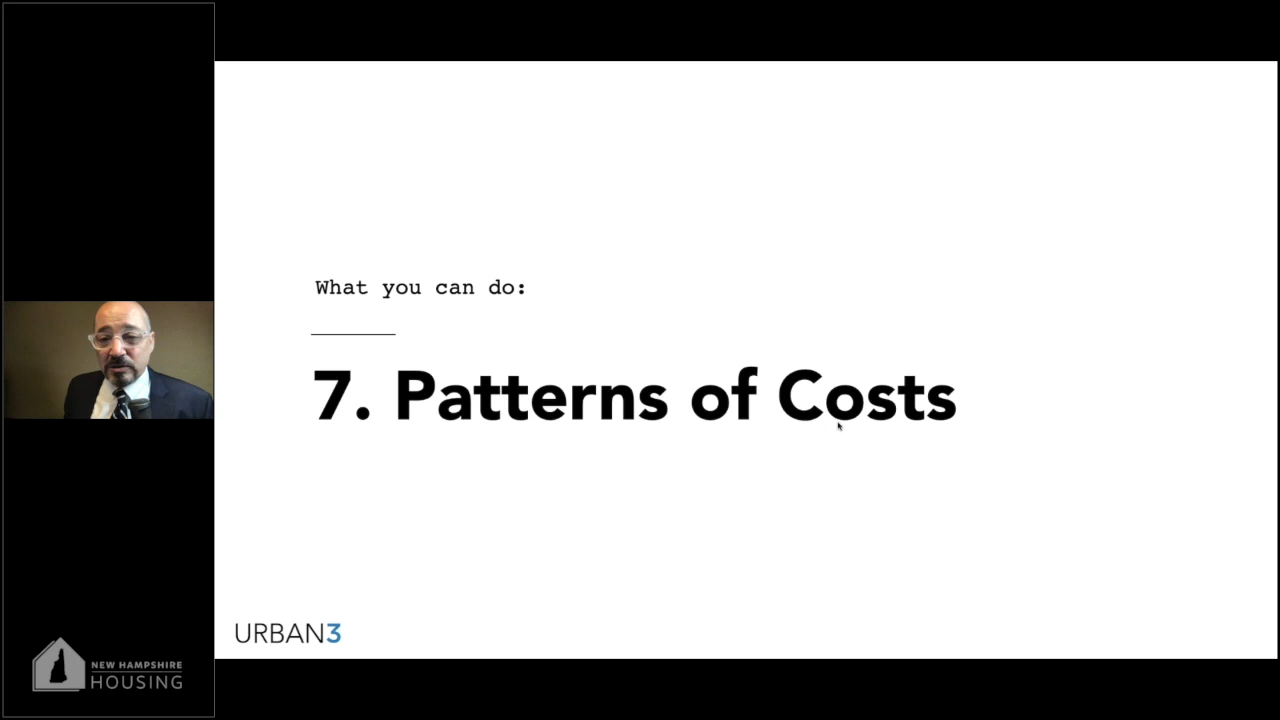 What you can do:
7. Patterns of Costs
URBAN3
NEW HAMPSHIRE
HOUSING